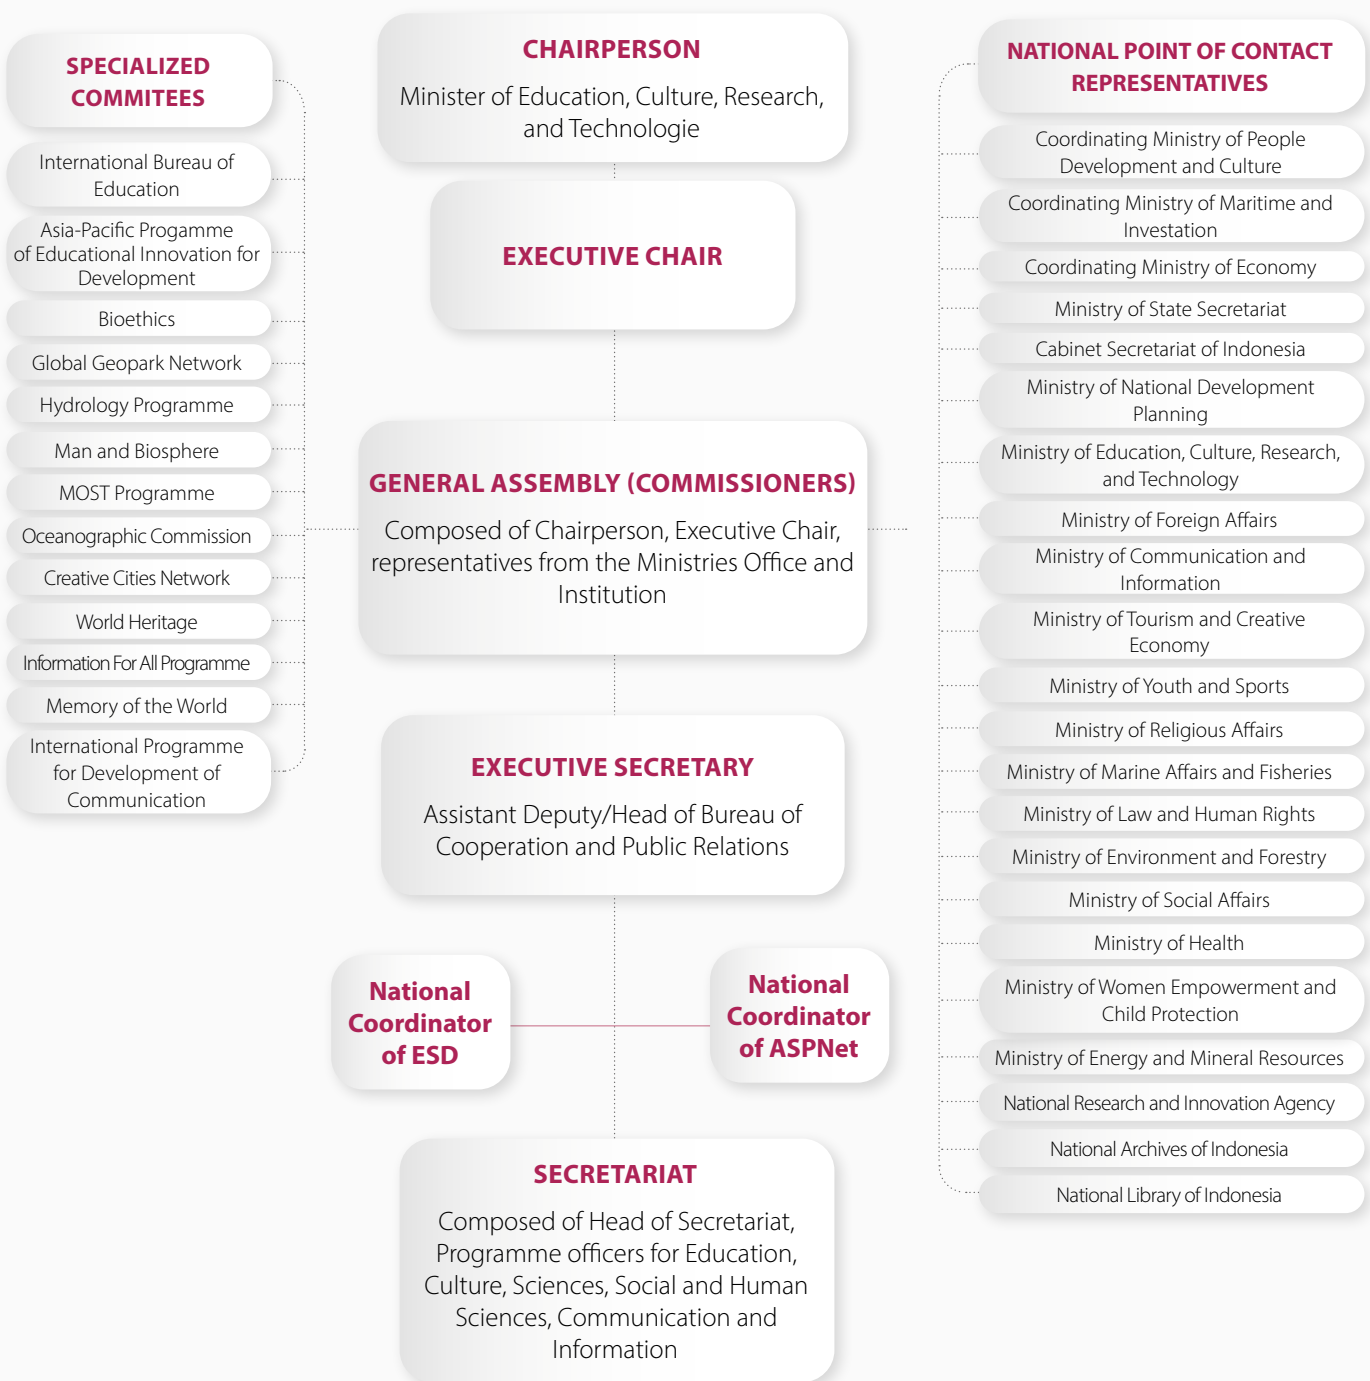 SPECIALIZED
COMMITEES
International Bureau of
Education
Asia-Pacific Progamme
of Educational Innovation for
Development
Bioethics
Global Geopark Network
Hydrology Programme
Man and Biosphere
MOST Programme
Oceanographic Commission
Creative Cities Network
World Heritage
Information For All Programme
Memory of the World
International Programme
for Development of
Communication
CHAIRPERSON
Minister of Education, Culture, Research,
and Technologie
EXECUTIVE CHAIR
GENERAL ASSEMBLY (COMMISSIONERS)
Composed of Chairperson, Executive Chair,
representatives from the Ministries Office and
Institution
EXECUTIVE SECRETARY
Assistant Deputy/Head of Bureau of
Cooperation and Public Relations
National
Coordinator
of ESD
National
Coordinator
of ASPNet
SECRETARIAT
Composed of Head of Secretariat,
Programme officers for Education,
Culture, Sciences, Social and Human
Sciences, Communication and
Information
NATIONAL POINT OF CONTACT
REPRESENTATIVES
Coordinating Ministry of People
Development and Culture
Coordinating Ministry of Maritime and
Investation
Coordinating Ministry of Economy
Ministry of State Secretariat
Cabinet Secretariat of Indonesia
Ministry of National Development
Planning
Ministry of Education, Culture, Research,
and Technology
Ministry of Foreign Affairs
Ministry of Communication and
Information
Ministry of Tourism and Creative
Economy
Ministry of Youth and Sports
Ministry of Religious Affairs
Ministry of Marine Affairs and Fisheries
Ministry of Law and Human Rights
Ministry of Environment and Forestry
Ministry of Social Affairs
Ministry of Health
Ministry of Women Empowerment and
Child Protection
Ministry of Energy and Mineral Resources
National Research and Innovation Agency
National Archives of Indonesia
National Library of Indonesia